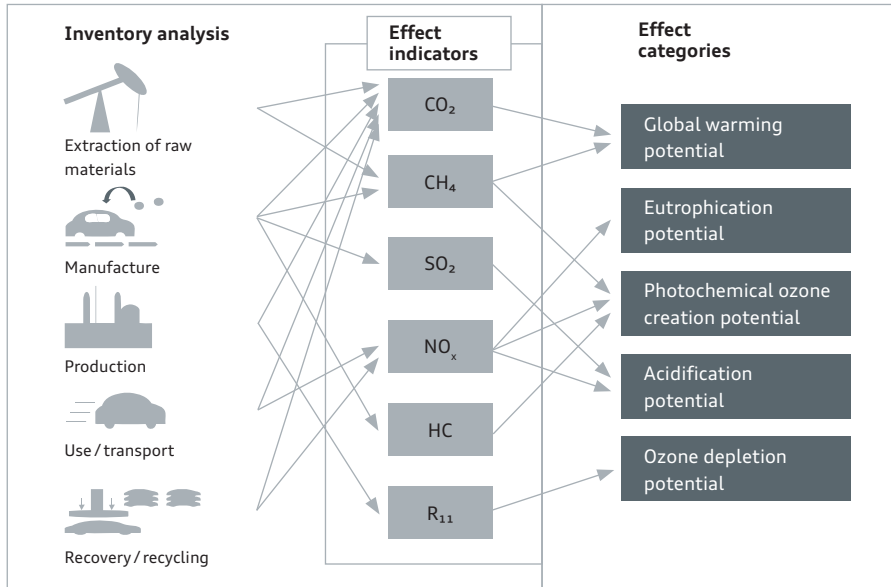 Inventory analysis
Extraction of raw
materials
Manufacture
Production
Use / transport
Recovery / recycling
Effect
indicators
CO₂
CH₄
SO₂
NOₓ
HC
R₁₁
Effect
categories
Global warming
potential
Eutrophication
potential
Photochemical ozone
creation potential
Acidification
potential
Ozone depletion
potential